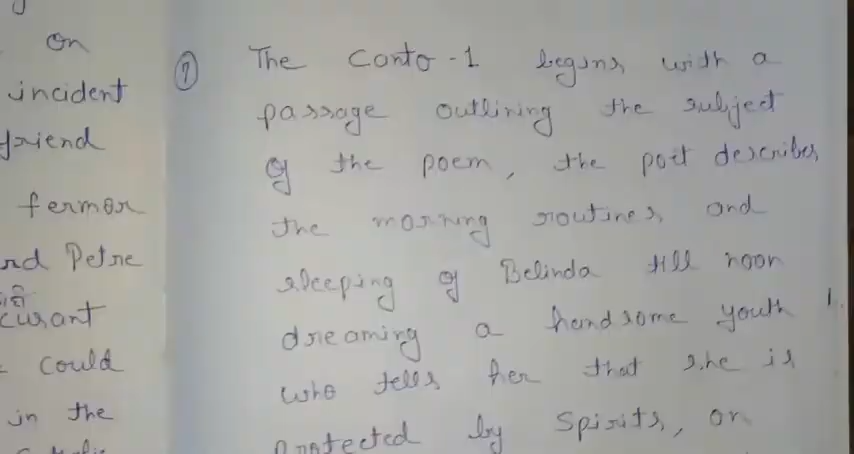 on
incident
friend
fermor
Petre
curant
could
in the
⑦ The Canto-1 begins with a
passage outlining the subject
of the poem, the poet describes
the morning routines and
sleeping of Belinda till noon
dreaming a handsome youth
who tells her that she is
protected by Spirits, or